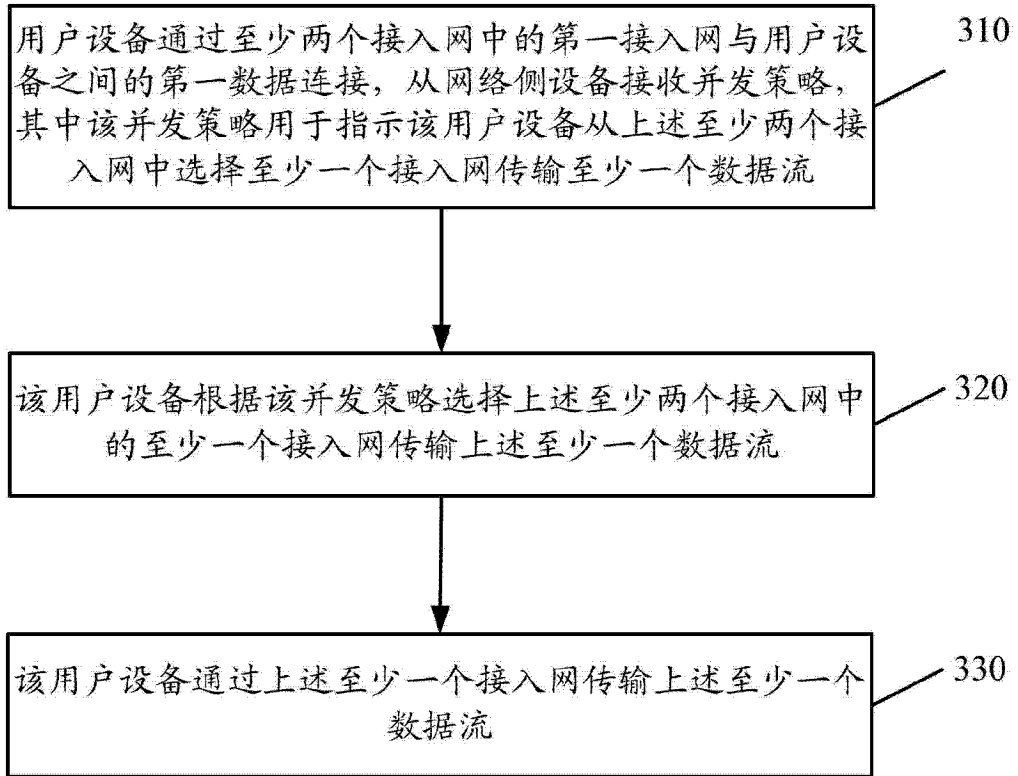 用户设备通过至少两个接入网中的第一接入网与用户设
310
备之间的第一数据连接，从网络侧设备接收并发策略，
其中该并发策略用于指示该用户设备从上述至少两个接
入网中选择至少一个接入网传输至少一个数据流
该用户设备根据该并发策略选择上述至少两个接入网中
320
的至少一个接入网传输上述至少一个数据流
该用户设备通过上述至少一个接入网传输上述至少一个
330
数据流